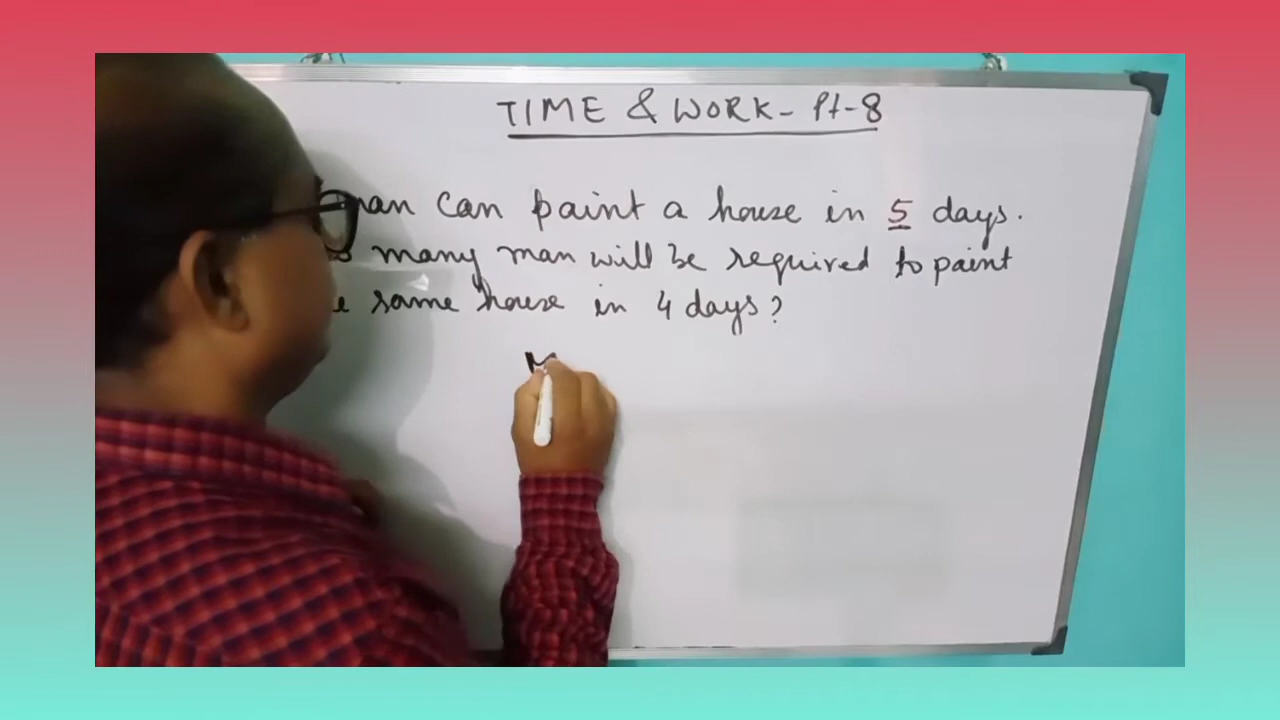 TIME & WORK - Pt-8
man can paint a house in 5 days.
many man will be required to paint
same house in 4 days?
M